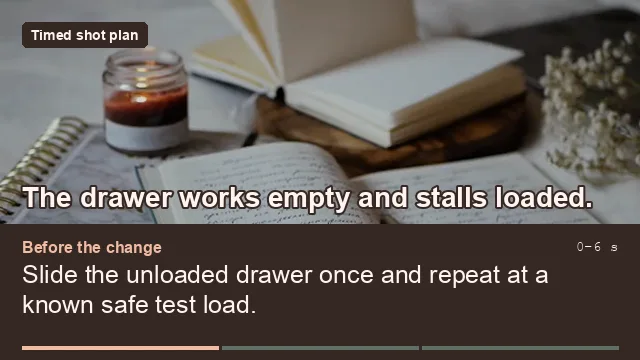 Timed shot plan
The drawer works empty and stalls loaded.
Before the change
0–6 s
Slide the unloaded drawer once and repeat at a
known safe test load.